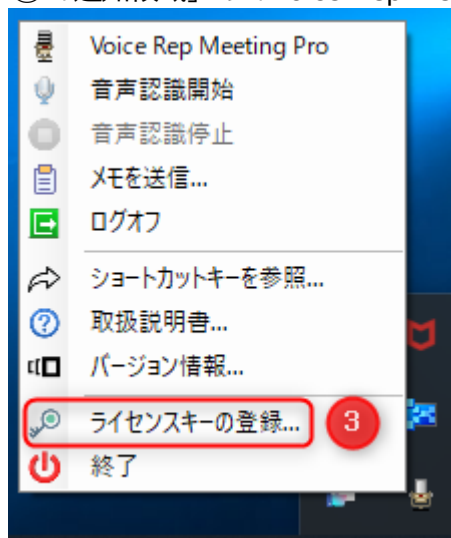 Voice Rep Meeting Pro
音声認識開始
音声認識停止
メモを送信...
ログオフ
ショートカットキーを参照...
取扱説明書...
バージョン情報...
ライセンスキーの登録... 3
終了